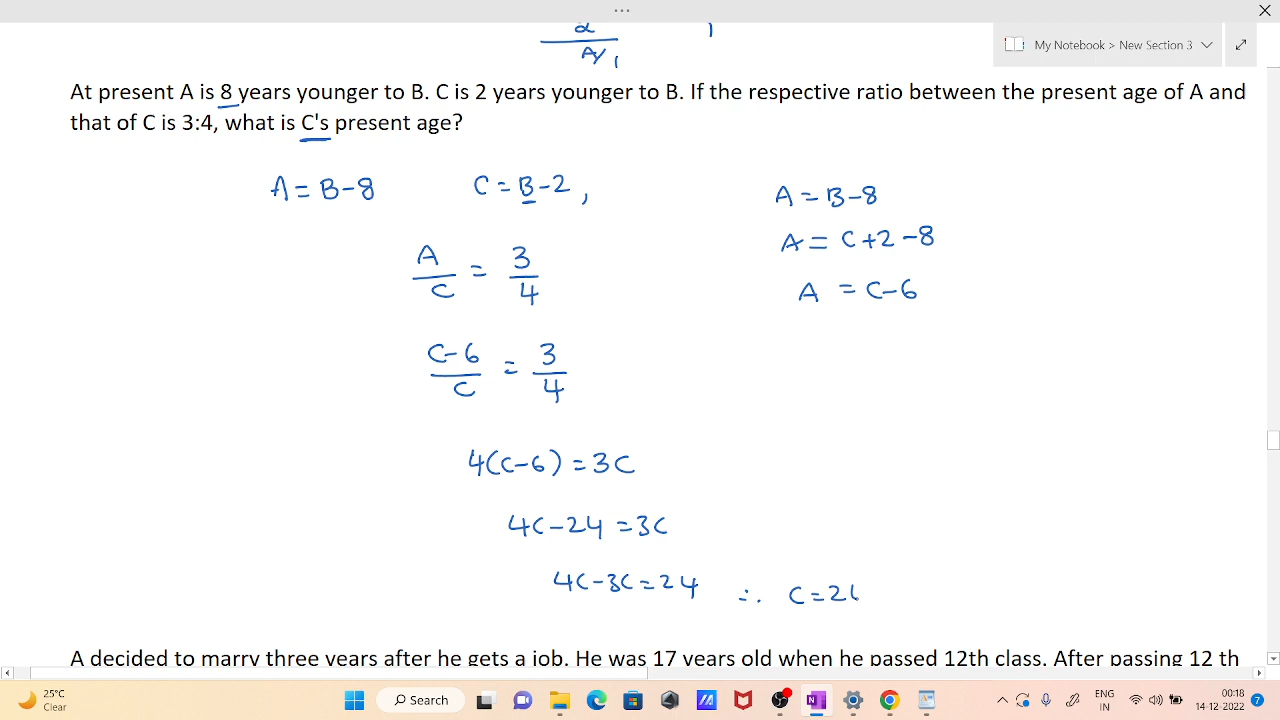 My Notebook > New Section 3
At present A is 8 years younger to B. C is 2 years younger to B. If the respective ratio between the present age of A and
that of C is 3:4, what is C's present age?
A = B-8
C = B-2 ,
A = B-8
A = C+2-8
A = C-6
A/C = 3/4
C-6/C = 3/4
4(C-6) = 3C
4C-24 = 3C
4C-3C = 24 ∴ C = 2
A decided to marry three years after he gets a job. He was 17 years old when he passed 12th class. After passing 12 th
25°C
Clear
Search
ENG
IN
00:18
14-12-2022
7